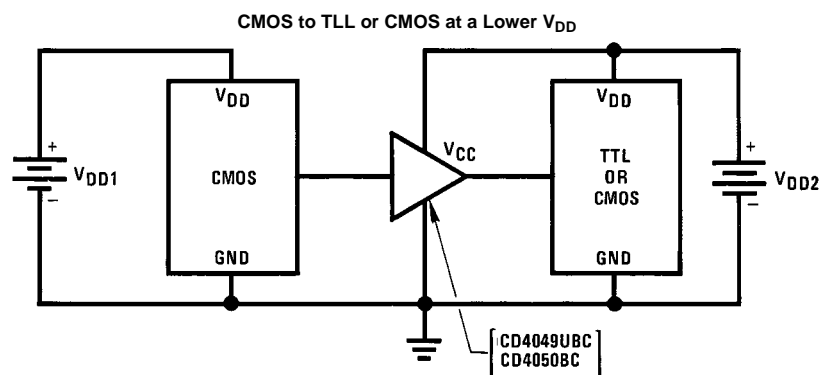 CMOS to TLL or CMOS at a Lower VDD
VDD
VDD
+
VCC
+
VDD1
CMOS
TTL
OR
CMOS
VDD2
−
−
GND
GND
CD4049UBC
CD4050BC